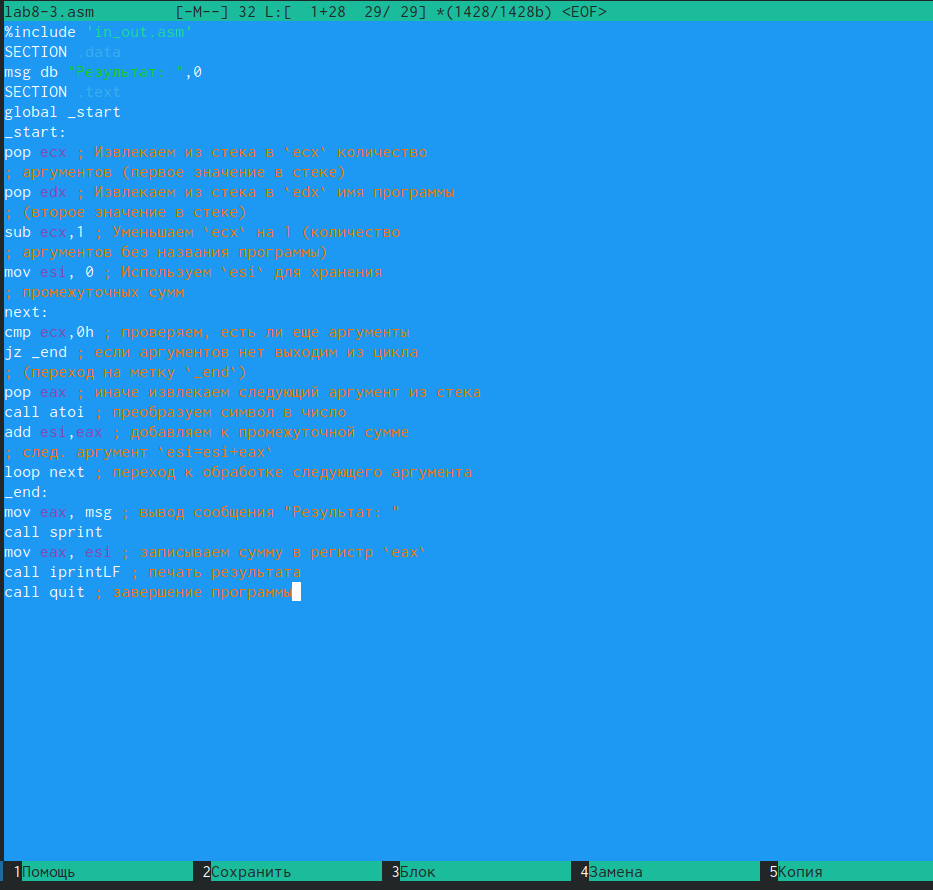 lab8-3.asm [-M--] 32 L:[ 1+28 29/ 29] *(1428/1428b) <EOF>
%include 'in_out.asm'
SECTION .data
msg db "Результат: ",0
SECTION .text
global _start
_start:
pop ecx ; Извлекаем из стека в `ecx` количество
; аргументов (первое значение в стеке)
pop edx ; Извлекаем из стека в `edx` имя программы
; (второе значение в стеке)
sub ecx,1 ; Уменьшаем `ecx` на 1 (количество
; аргументов без названия программы)
mov esi, 0 ; Используем `esi` для хранения
; промежуточных сумм
next:
cmp ecx,0h ; проверяем, есть ли еще аргументы
jz _end ; если аргументов нет выходим из цикла
; (переход на метку `_end`)
pop eax ; иначе извлекаем следующий аргумент из стека
call atoi ; преобразуем символ в число
add esi,eax ; добавляем к промежуточной сумме
; след. аргумент `esi=esi+eax`
loop next ; переход к обработке следующего аргумента
_end:
mov eax, msg ; вывод сообщения "Результат: "
call sprint
mov eax, esi ; записываем сумму в регистр `eax`
call iprintLF ; печать результата
call quit ; завершение программы
1Помощь 2Сохранить 3Блок 4Замена 5Копия